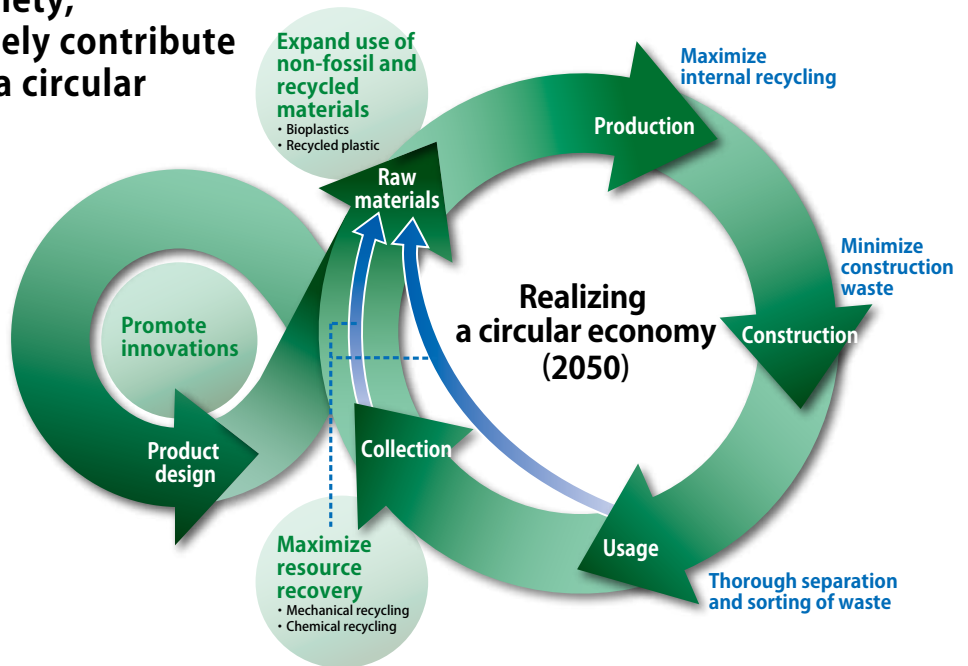 a circular
Expand use of
non-fossil and
recycled
materials
・Bioplastics
・Recycled plastic
Maximize
internal recycling
Production
Raw
materials
Minimize
construction
waste
Realizing
a circular economy
(2050)
Construction
Promote
innovations
Product
design
Collection
Usage
Maximize
resource
recovery
・Mechanical recycling
・Chemical recycling
Thorough separation
and sorting of waste
contribute